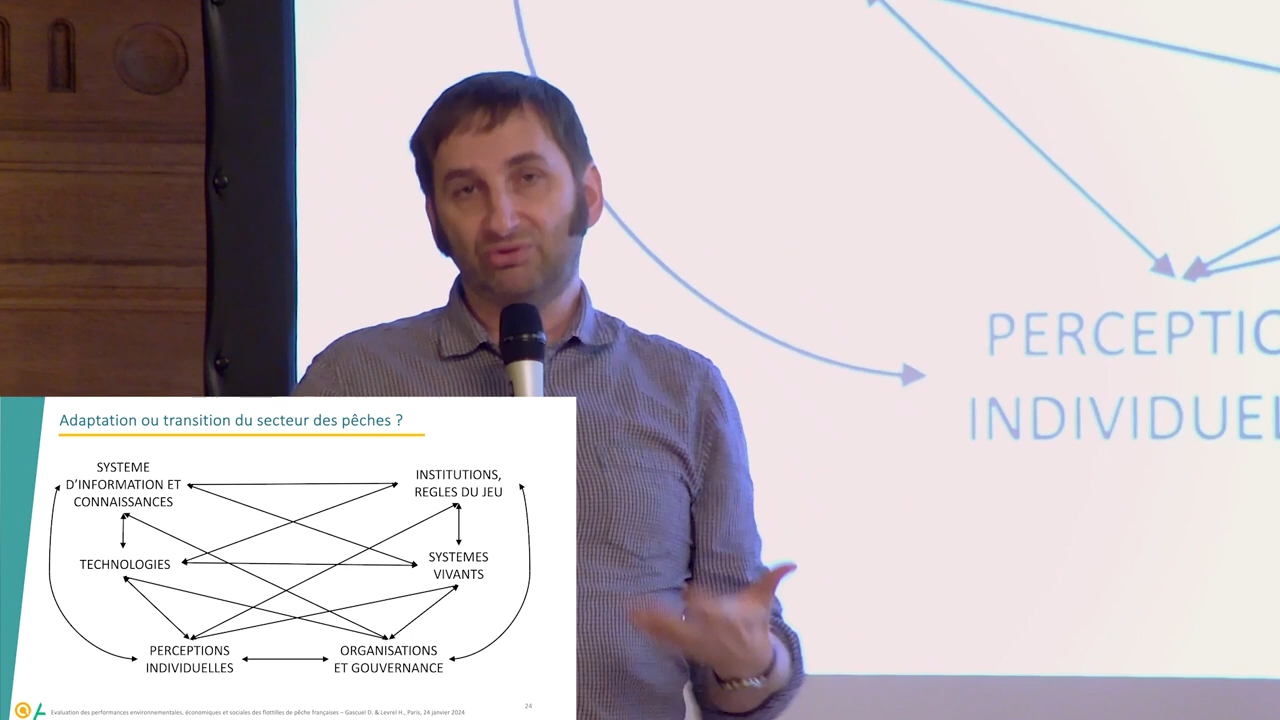 PERCEPTIO
INDIVIDUEL
Adaptation ou transition du secteur des pêches ?
SYSTEME
D'INFORMATION ET
CONNAISSANCES
INSTITUTIONS,
REGLES DU JEU
TECHNOLOGIES
SYSTEMES
VIVANTS
PERCEPTIONS
INDIVIDUELLES
ORGANISATIONS
ET GOUVERNANCE
Evaluation des performances environnementales, économiques et sociales des flottilles de pêche françaises – Gascuel D. & Levrel H., Paris, 24 janvier 2024
24